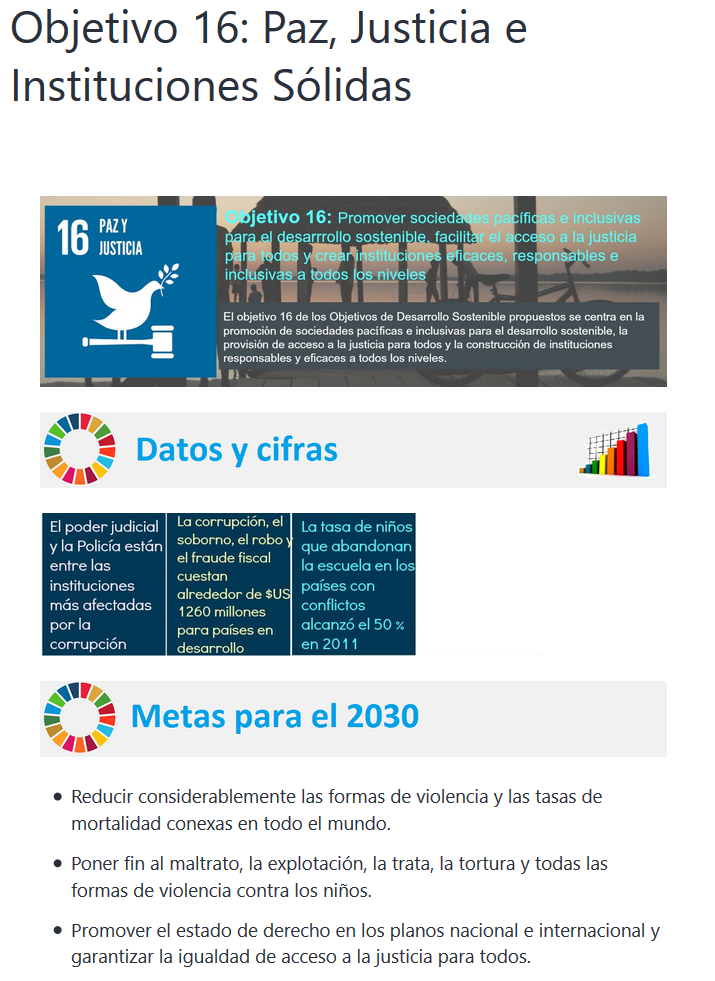 Objetivo 16: Paz, Justicia e
Instituciones Sólidas
16 PAZ Y
JUSTICIA
Objetivo 16: Promover sociedades pacíficas e inclusivas
para el desarrrollo sostenible, facilitar el acceso a la justicia
para todos y crear instituciones eficaces, responsables e
inclusivas a todos los niveles
El objetivo 16 de los Objetivos de Desarrollo Sostenible propuestos se centra en la
promoción de sociedades pacíficas e inclusivas para el desarrollo sostenible, la
provisión de acceso a la justicia para todos y la construcción de instituciones
responsables y eficaces a todos los niveles.
Datos y cifras
El poder judicial
y la Policía están
entre las
instituciones
más afectadas
por la
corrupción
La corrupción, el
soborno, el robo y
el fraude fiscal
cuestan
alrededor de $US
1260 millones
para países en
desarrollo
La tasa de niños
que abandonan
la escuela en los
países con
conflictos
alcanzó el 50 %
en 2011
Metas para el 2030
• Reducir considerablemente las formas de violencia y las tasas de
mortalidad conexas en todo el mundo.
• Poner fin al maltrato, la explotación, la trata, la tortura y todas las
formas de violencia contra los niños.
• Promover el estado de derecho en los planos nacional e internacional y
garantizar la igualdad de acceso a la justicia para todos.